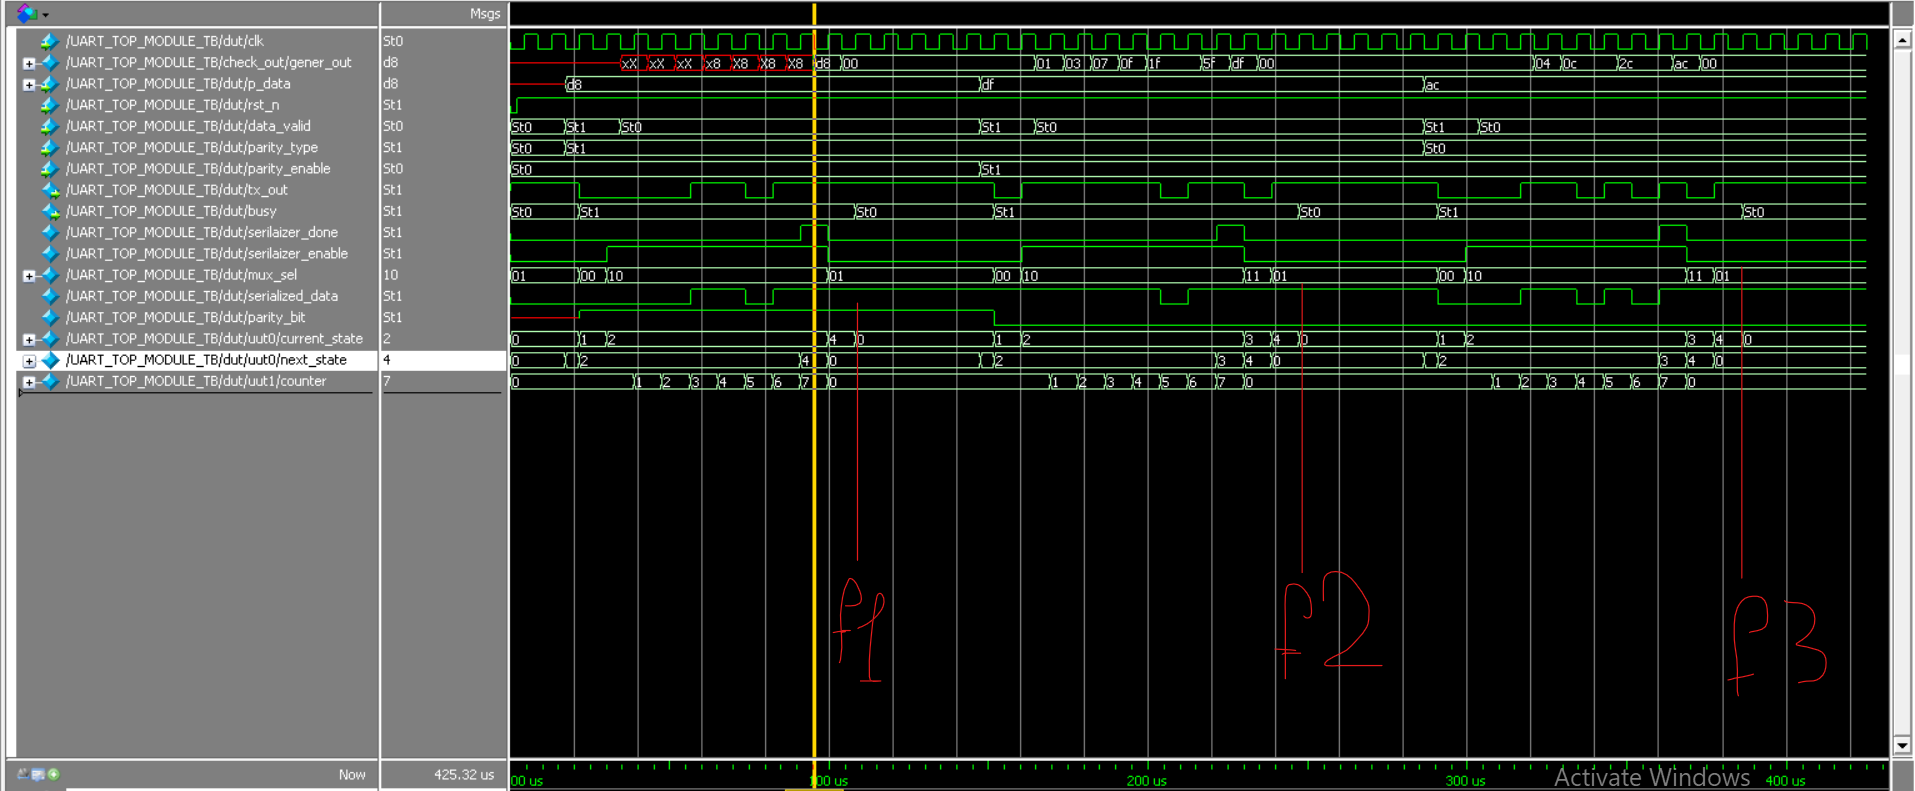 Msgs
/UART_TOP_MODULE_TB/dut/clk St0
/UART_TOP_MODULE_TB/check_out/gener_out d8 xX xX xX x8 X8 X8 X8 d8 00 01 03 07 0f 1f 5f df 00 04 0c 2c ac 00
/UART_TOP_MODULE_TB/dut/p_data d8 d8 df ac
/UART_TOP_MODULE_TB/dut/rst_n St1
/UART_TOP_MODULE_TB/dut/data_valid St0 St0 St1 St0 St1 St0 St1 St0
/UART_TOP_MODULE_TB/dut/parity_type St1 St0 St1 St0
/UART_TOP_MODULE_TB/dut/parity_enable St0 St0 St1
/UART_TOP_MODULE_TB/dut/tx_out St1
/UART_TOP_MODULE_TB/dut/busy St1 St0 St1 St0 St1 St0 St1 St0
/UART_TOP_MODULE_TB/dut/serilaizer_done St1
/UART_TOP_MODULE_TB/dut/serilaizer_enable St1
/UART_TOP_MODULE_TB/dut/mux_sel 10 01 00 10 01 00 10 11 01 00 10 11 01
/UART_TOP_MODULE_TB/dut/serialized_data St1
/UART_TOP_MODULE_TB/dut/parity_bit St1
/UART_TOP_MODULE_TB/dut/uut0/current_state 2 0 1 2 4 0 1 2 3 4 0 1 2 3 4 0
/UART_TOP_MODULE_TB/dut/uut0/next_state 4 0 2 4 0 2 3 4 0 2 3 4 0
/UART_TOP_MODULE_TB/dut/uut1/counter 7 0 1 2 3 4 5 6 7 0 1 2 3 4 5 6 7 0 1 2 3 4 5 6 7 0
f1
f2
f3
Now 425.32 us 00 us 100 us 200 us 300 us 400 us
Activate Windows